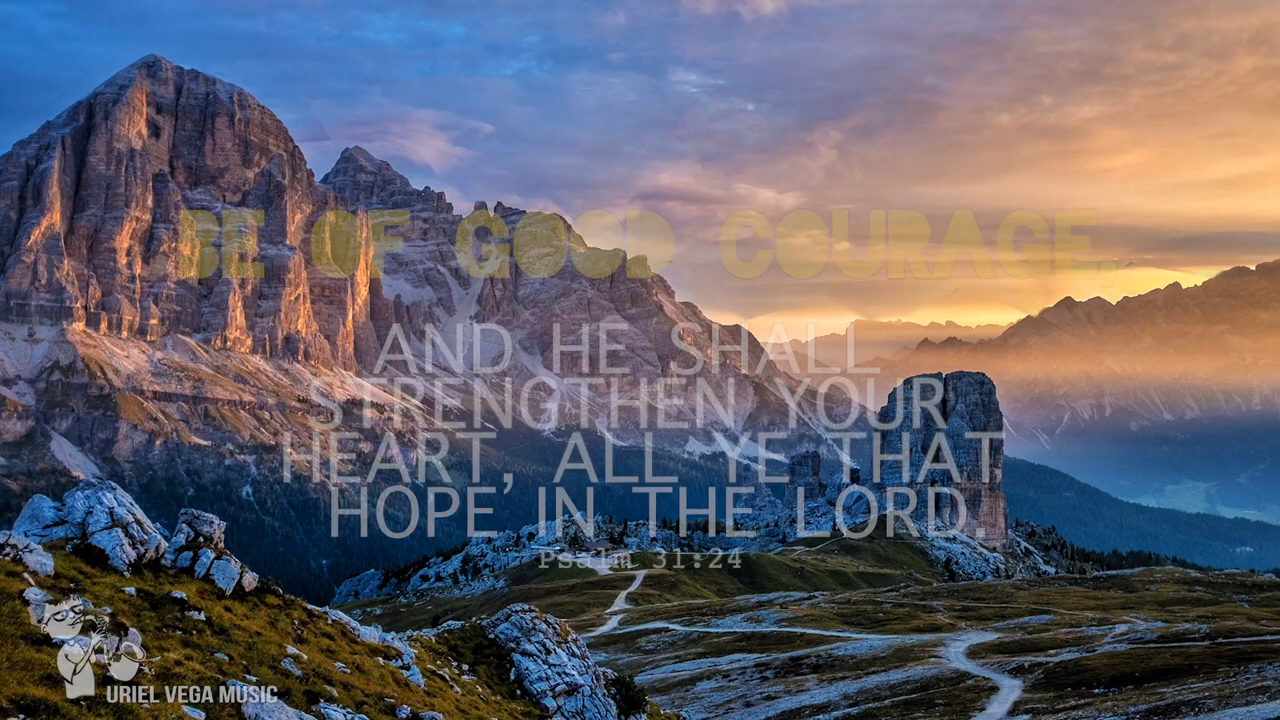 BE OF GOOD COURAGE,
AND HE SHALL
STRENGTHEN YOUR
HEART, ALL YE THAT
HOPE IN THE LORD.
Psalm 31:24
URIEL VEGA MUSIC